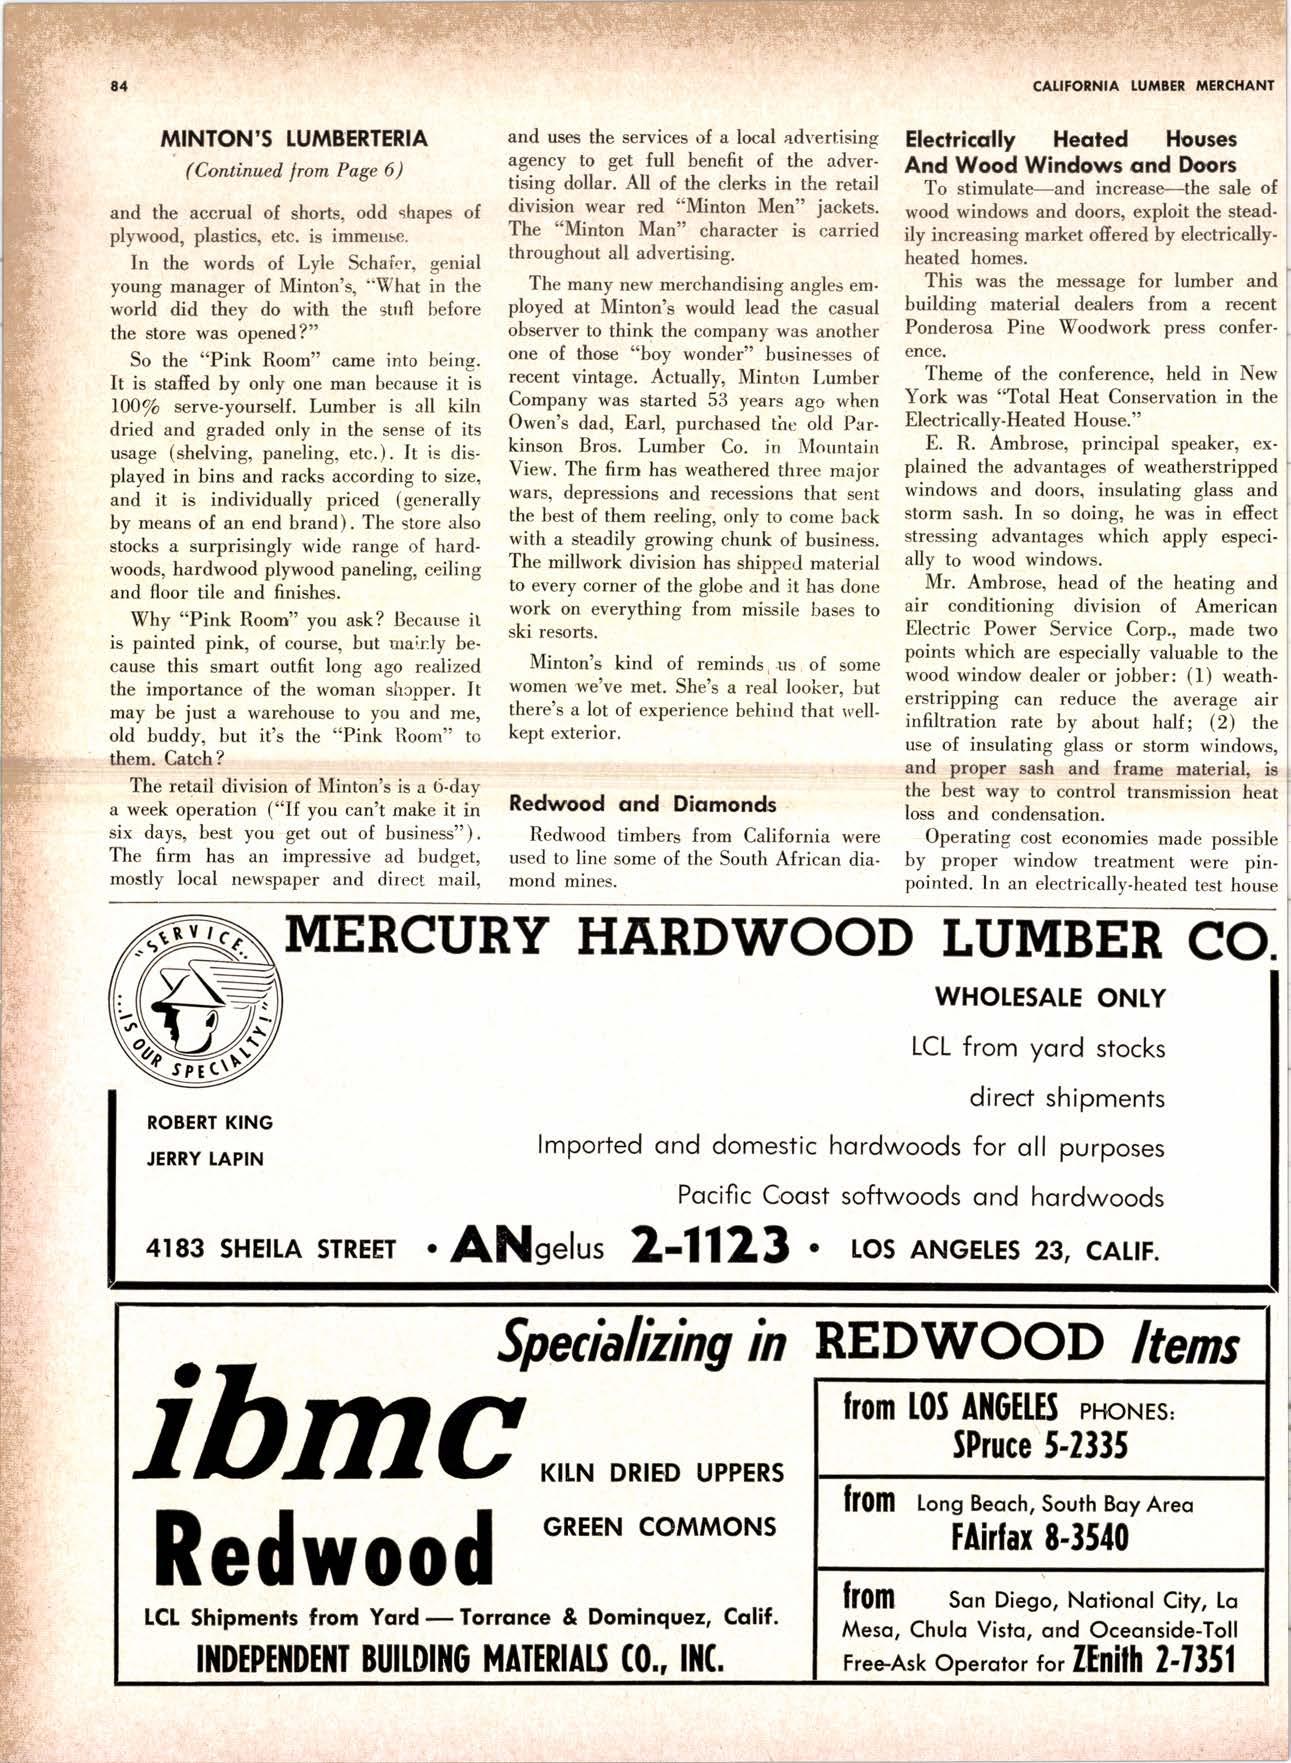 84
CALIFORNIA LUMBER MERCHANT
MINTON'S LUMBERTERIA
(Continued from Page 6)
and the accrual of shorts, odd shapes of
plywood, plastics, etc. is immense.
In the words of Lyle Schafer, genial
young manager of Minton's, "What in the
world did they do with the stuff before
the store was opened?"
So the "Pink Room" came into being.
It is staffed by only one man because it is
100% serve-yourself. Lumber is all kiln
dried and graded only in the sense of its
usage (shelving, paneling, etc.). It is dis-
played in bins and racks according to size,
and it is individually priced (generally
by means of an end brand). The store also
stocks a surprisingly wide range of hard-
woods, hardwood plywood paneling, ceiling
and floor tile and finishes.
Why "Pink Room" you ask? Because it
is painted pink, of course, but mainly be-
cause this smart outfit long ago realized
the importance of the woman shopper. It
may be just a warehouse to you and me,
old buddy, but it's the "Pink Room" to
them. Catch?
The retail division of Minton's is a 6-day
a week operation ("If you can't make it in
six days, best you get out of business").
The firm has an impressive ad budget,
mostly local newspaper and direct mail,
and uses the services of a local advertising
agency to get full benefit of the adver-
tising dollar. All of the clerks in the retail
division wear red "Minton Men" jackets.
The "Minton Man" character is carried
throughout all advertising.
The many new merchandising angles em-
ployed at Minton's would lead the casual
observer to think the company was another
one of those "boy wonder" businesses of
recent vintage. Actually, Minton Lumber
Company was started 53 years ago when
Owen's dad, Earl, purchased the old Par-
kinson Bros. Lumber Co. in Mountain
View. The firm has weathered three major
wars, depressions and recessions that sent
the best of them reeling, only to come back
with a steadily growing chunk of business.
The millwork division has shipped material
to every corner of the globe and it has done
work on everything from missile bases to
ski resorts.
Minton's kind of reminds us of some
women we've met. She's a real looker, but
there's a lot of experience behind that well-
kept exterior.
Redwood and Diamonds
Redwood timbers from California were
used to line some of the South African dia-
mond mines.
Electrically Heated Houses
And Wood Windows and Doors
To stimulate—and increase—the sale of
wood windows and doors, exploit the stead-
ily increasing market offered by electrically-
heated homes.
This was the message for lumber and
building material dealers from a recent
Ponderosa Pine Woodwork press confer-
ence.
Theme of the conference, held in New
York was "Total Heat Conservation in the
Electrically-Heated House."
E. R. Ambrose, principal speaker, ex-
plained the advantages of weatherstripped
windows and doors, insulating glass and
storm sash. In so doing, he was in effect
stressing advantages which apply especi-
ally to wood windows.
Mr. Ambrose, head of the heating and
air conditioning division of American
Electric Power Service Corp., made two
points which are especially valuable to the
wood window dealer or jobber: (1) weath-
erstripping can reduce the average air
infiltration rate by about half; (2) the
use of insulating glass or storm windows,
and proper sash and frame material, is
the best way to control transmission heat
loss and condensation.
Operating cost economies made possible
by proper window treatment were pin-
pointed. In an electrically-heated test house
"SERVICE..
...IS OUR SPECIALTY!"
MERCURY HARDWOOD LUMBER CO.
WHOLESALE ONLY
LCL from yard stocks
direct shipments
Imported and domestic hardwoods for all purposes
Pacific Coast softwoods and hardwoods
ROBERT KING
JERRY LAPIN
4183 SHEILA STREET • ANgelus 2-1123 • LOS ANGELES 23, CALIF.
Specializing in REDWOOD Items
ibmc
Redwood
KILN DRIED UPPERS
GREEN COMMONS
LCL Shipments from Yard — Torrance & Dominquez, Calif.
INDEPENDENT BUILDING MATERIALS CO., INC.
from LOS ANGELES PHONES:
SPruce 5-2335
from Long Beach, South Bay Area
FAirfax 8-3540
from San Diego, National City, La
Mesa, Chula Vista, and Oceanside-Toll
Free-Ask Operator for ZEnith 2-7351